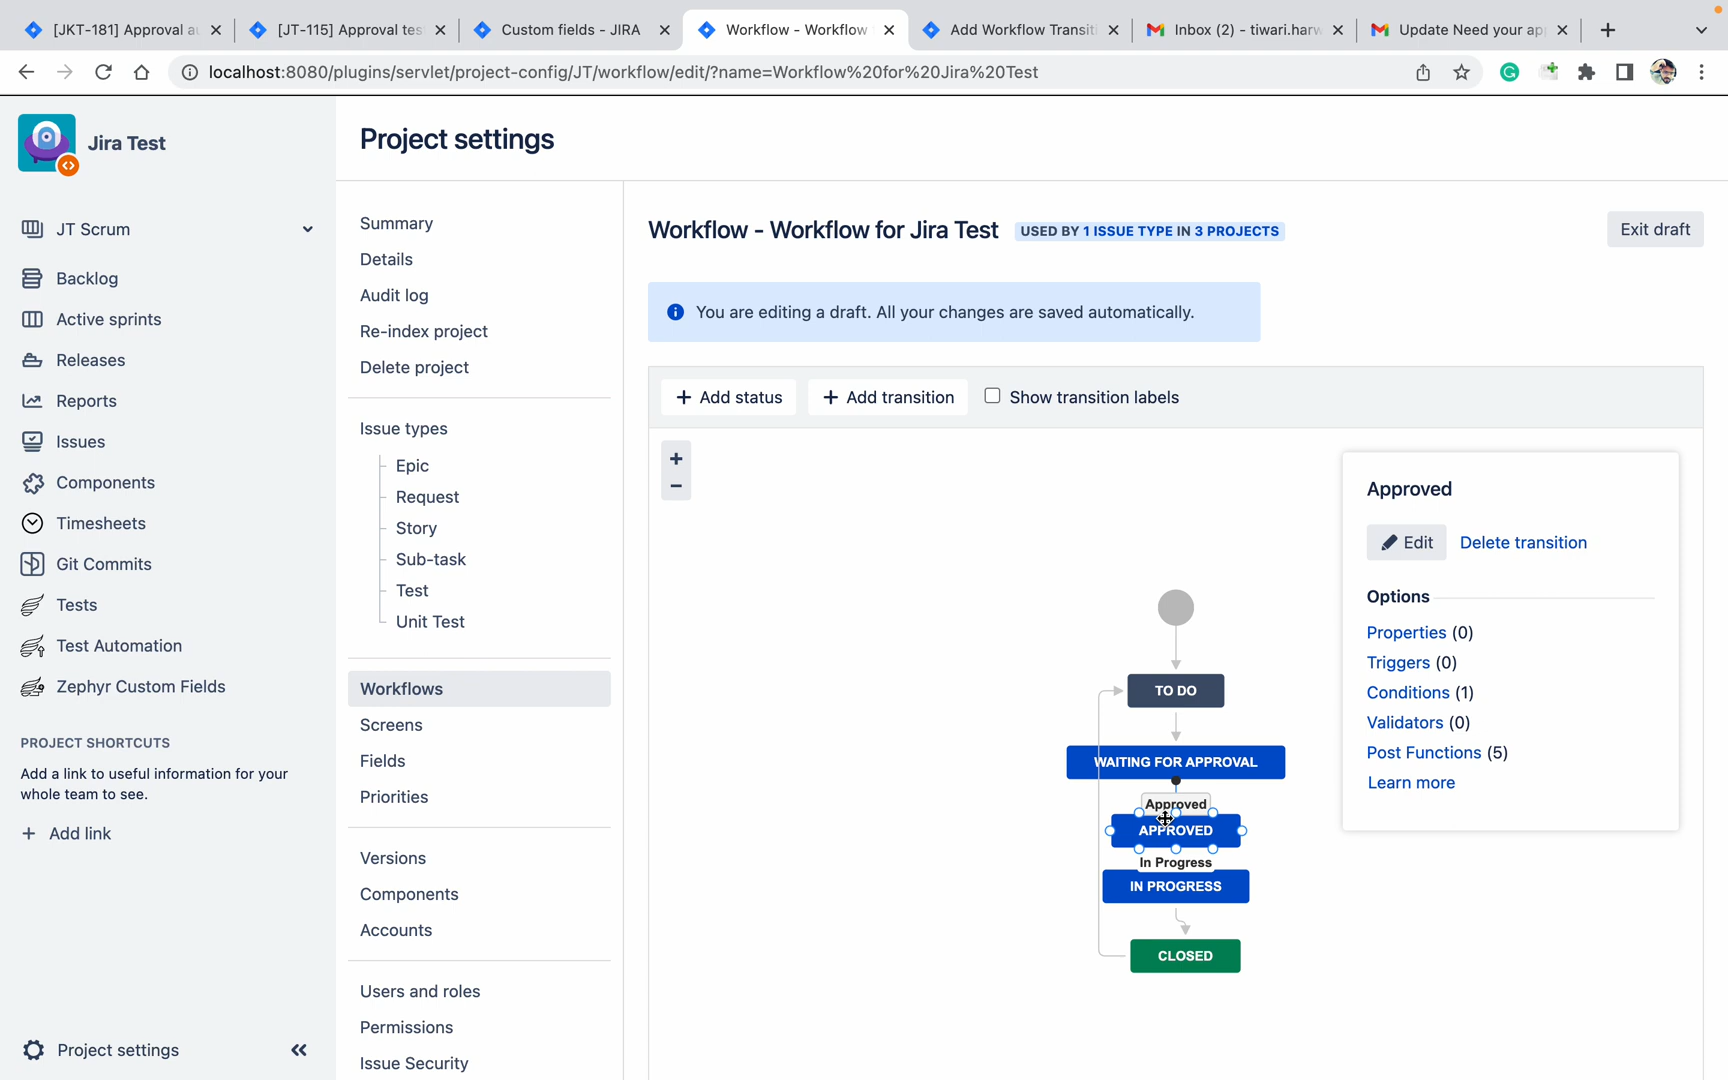 [JKT-181] Approval a
[JT-115] Approval tes
Custom fields - JIRA
Workflow - Workflow
Add Workflow Transiti
Inbox (2) - tiwari.harw
Update Need your ap
localhost:8080/plugins/servlet/project-config/JT/workflow/edit/?name=Workflow%20for%20Jira%20Test
Jira Test
JT Scrum
Backlog
Active sprints
Releases
Reports
Issues
Components
Timesheets
Git Commits
Tests
Test Automation
Zephyr Custom Fields
PROJECT SHORTCUTS
Add a link to useful information for your
whole team to see.
+ Add link
Project settings
Project settings
Summary
Details
Audit log
Re-index project
Delete project
Issue types
Epic
Request
Story
Sub-task
Test
Unit Test
Workflows
Screens
Fields
Priorities
Versions
Components
Accounts
Users and roles
Permissions
Issue Security
Workflow - Workflow for Jira Test USED BY 1 ISSUE TYPE IN 3 PROJECTS
Exit draft
You are editing a draft. All your changes are saved automatically.
+ Add status + Add transition Show transition labels
+
−
TO DO
WAITING FOR APPROVAL
Approved
APPROVED
In Progress
IN PROGRESS
CLOSED
Approved
Edit Delete transition
Options
Properties (0)
Triggers (0)
Conditions (1)
Validators (0)
Post Functions (5)
Learn more